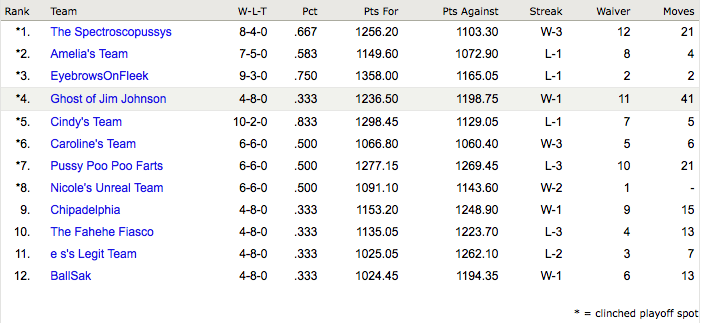 Rank Team W-L-T Pct Pts For Pts Against Streak Waiver Moves
*1. The Spectroscopussys 8-4-0 .667 1256.20 1103.30 W-3 12 21
*2. Amelia's Team 7-5-0 .583 1149.60 1072.90 L-1 8 4
*3. EyebrowsOnFleek 9-3-0 .750 1358.00 1165.05 L-1 2 2
*4. Ghost of Jim Johnson 4-8-0 .333 1236.50 1198.75 W-1 11 41
*5. Cindy's Team 10-2-0 .833 1298.45 1129.05 L-1 7 5
*6. Caroline's Team 6-6-0 .500 1066.80 1060.40 W-3 5 6
*7. Pussy Poo Poo Farts 6-6-0 .500 1277.15 1269.45 L-3 10 21
*8. Nicole's Unreal Team 6-6-0 .500 1091.10 1143.60 W-2 1 -
9. Chipadelphia 4-8-0 .333 1153.20 1248.90 W-1 9 15
10. The Fahehe Fiasco 4-8-0 .333 1135.05 1223.70 L-3 4 13
11. e s's Legit Team 4-8-0 .333 1025.05 1262.10 L-2 3 7
12. BallSak 4-8-0 .333 1024.45 1194.35 W-1 6 13
* = clinched playoff spot